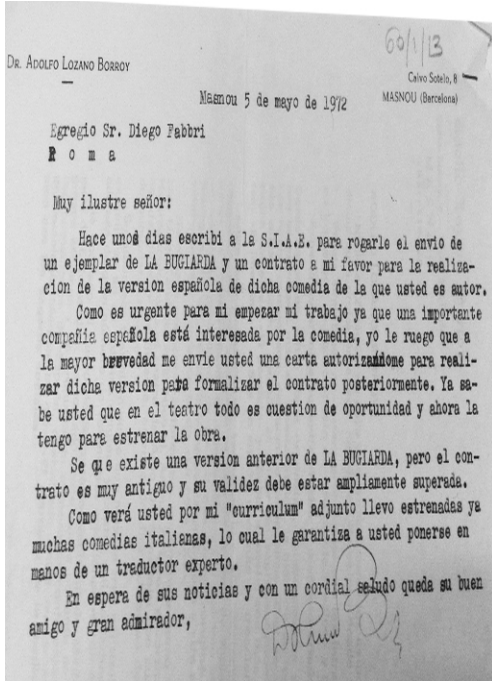 60/1/13
DR. ADOLFO LOZANO BORROY
Calvo Sotelo, 8
MASNOU (Barcelona)
Masnou 5 de mayo de 1972
Egregio Sr. Diego Fabbri
R o m a
Muy ilustre señor:
Hace unos dias escribi a la S.I.A.E. para rogarle el envio de
un ejemplar de LA BUGIARDA y un contrato a mi favor para la realiza-
cion de la version española de dicha comedia de la que usted es autor.
Como es urgente para mi empezar mi trabajo ya que una importante
compañia española está interesada por la comedia, yo le ruego que a
la mayor brevedad me envie usted una carta autorizandome para reali-
zar dicha version para formalizar el contrato posteriormente. Ya sa-
be usted que en el teatro todo es cuestion de oportunidad y ahora la
tengo para estrenar la obra.
Se que existe una version anterior de LA BUGIARDA, pero el con-
trato es muy antiguo y su validez debe estar ampliamente superada.
Como verá usted por mi "curriculum" adjunto llevo estrenadas ya
muchas comedias italianas, lo cual le garantiza a usted ponerse en
manos de un traductor experto.
En espera de sus noticias y con un cordial saludo queda su buen
amigo y gran admirador,